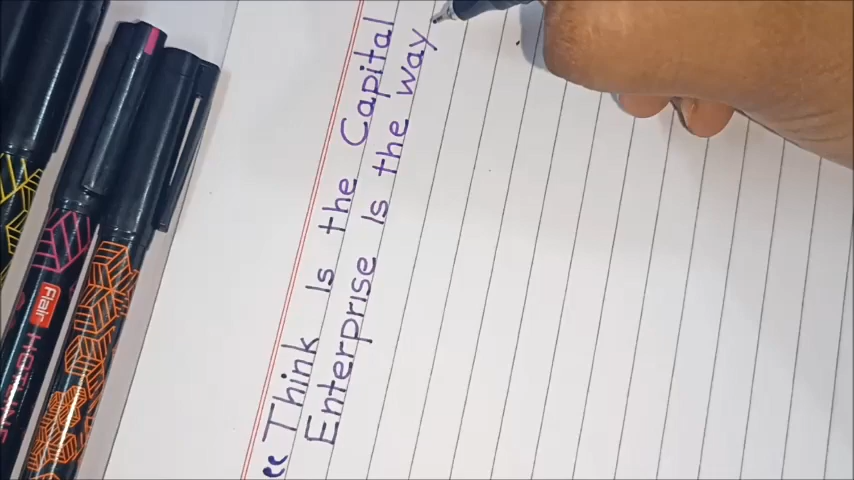 “Think Is the Capital
Enterprise Is the way
Flair